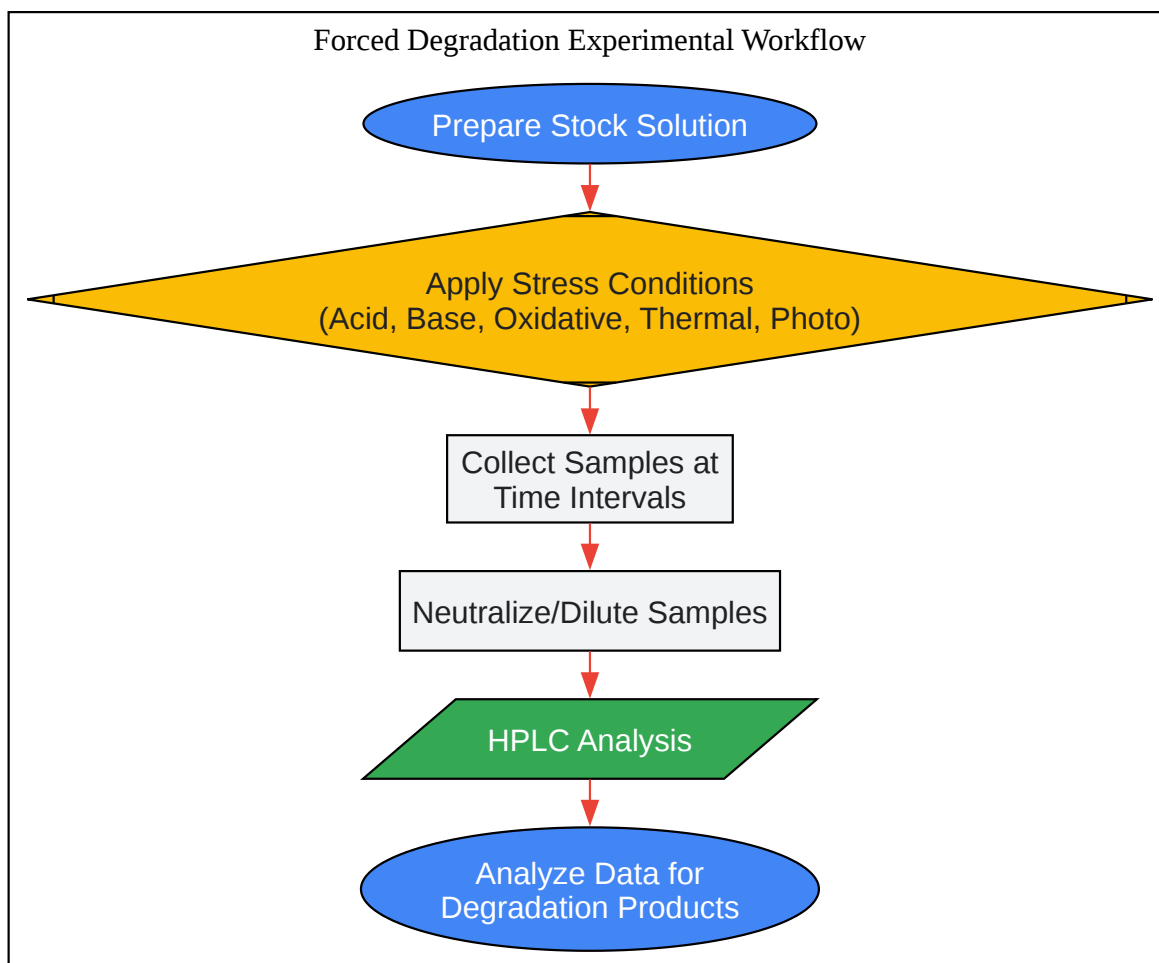 Forced Degradation Experimental Workflow
Prepare Stock Solution
Apply Stress Conditions
(Acid, Base, Oxidative, Thermal, Photo)
Collect Samples at
Time Intervals
Neutralize/Dilute Samples
HPLC Analysis
Analyze Data for
Degradation Products